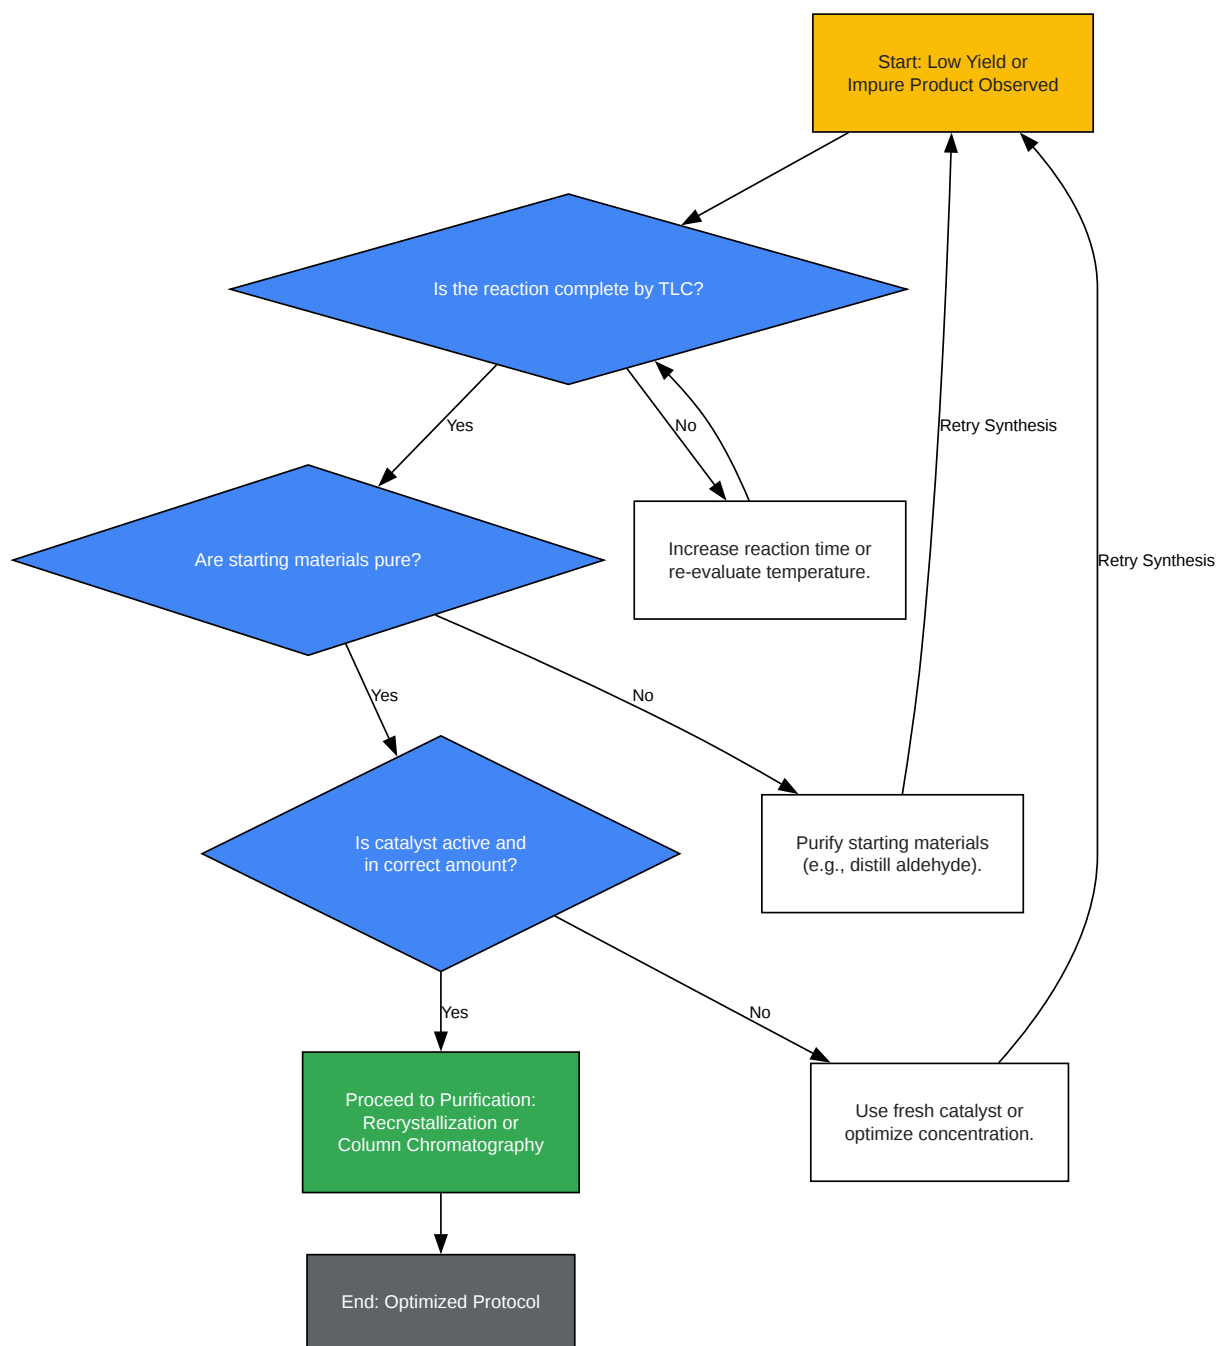 Start: Low Yield or
Impure Product Observed
Is the reaction complete by TLC?
Yes
No
Retry Synthesis
Increase reaction time or
re-evaluate temperature.
Are starting materials pure?
Retry Synthesis
Yes
No
Is catalyst active and
in correct amount?
Purify starting materials
(e.g., distill aldehyde).
Yes
No
Proceed to Purification:
Recrystallization or
Column Chromatography
Use fresh catalyst or
optimize concentration.
End: Optimized Protocol